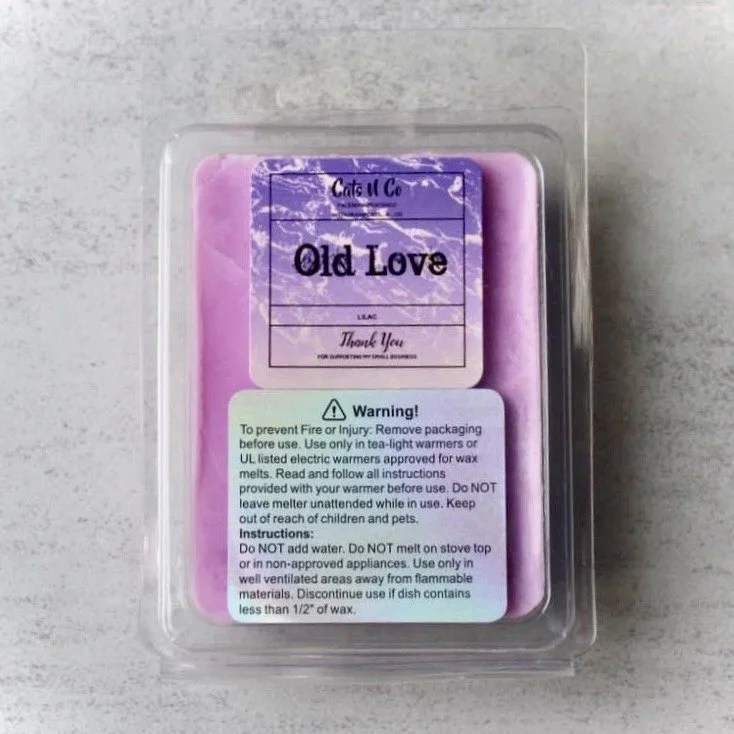 Cats N Co
Old Love
LILAC
Thank You
FOR SUPPORTING MY SMALL BUSINESS
Warning!
To prevent Fire or Injury: Remove packaging
before use. Use only in tea-light warmers or
UL listed electric warmers approved for wax
melts. Read and follow all instructions
provided with your warmer before use. Do NOT
leave melter unattended while in use. Keep
out of reach of children and pets.
Instructions:
Do NOT add water. Do NOT melt on stove top
or in non-approved appliances. Use only in
well ventilated areas away from flammable
materials. Discontinue use if dish contains
less than 1/2" of wax.